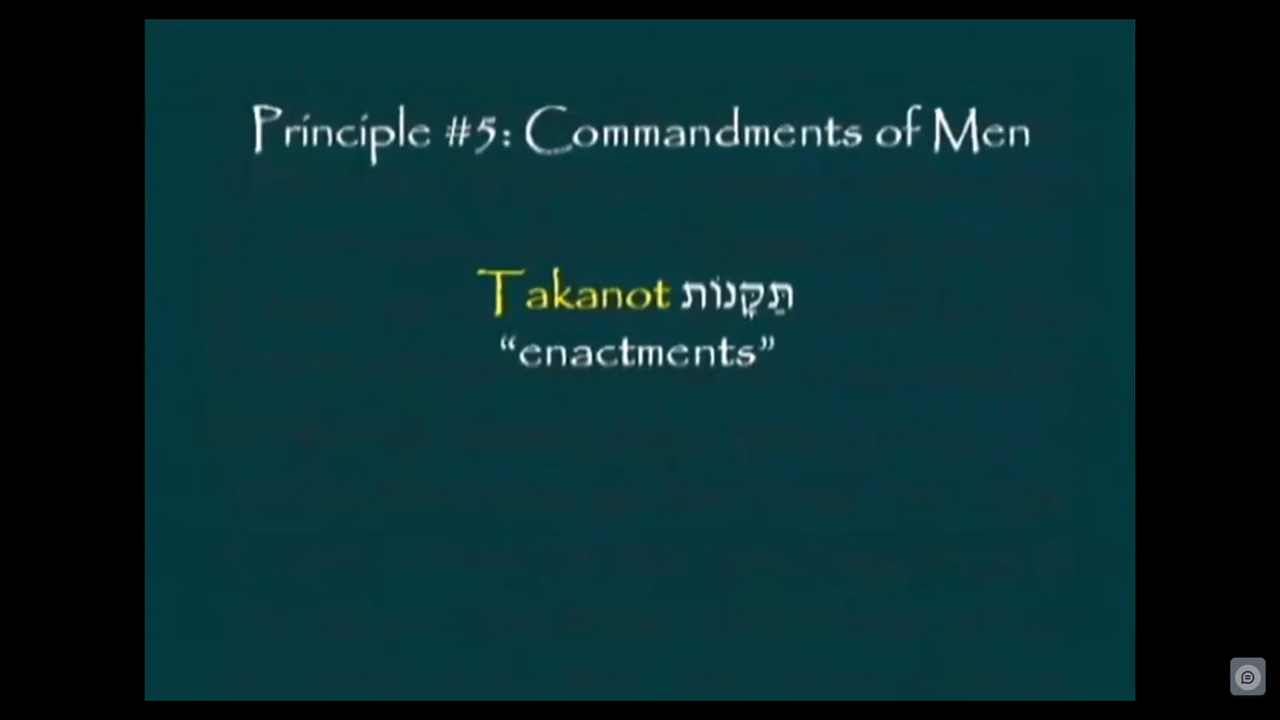 Principle #5: Commandments of Men
Takanot תַּקָּנוֹת
“enactments”